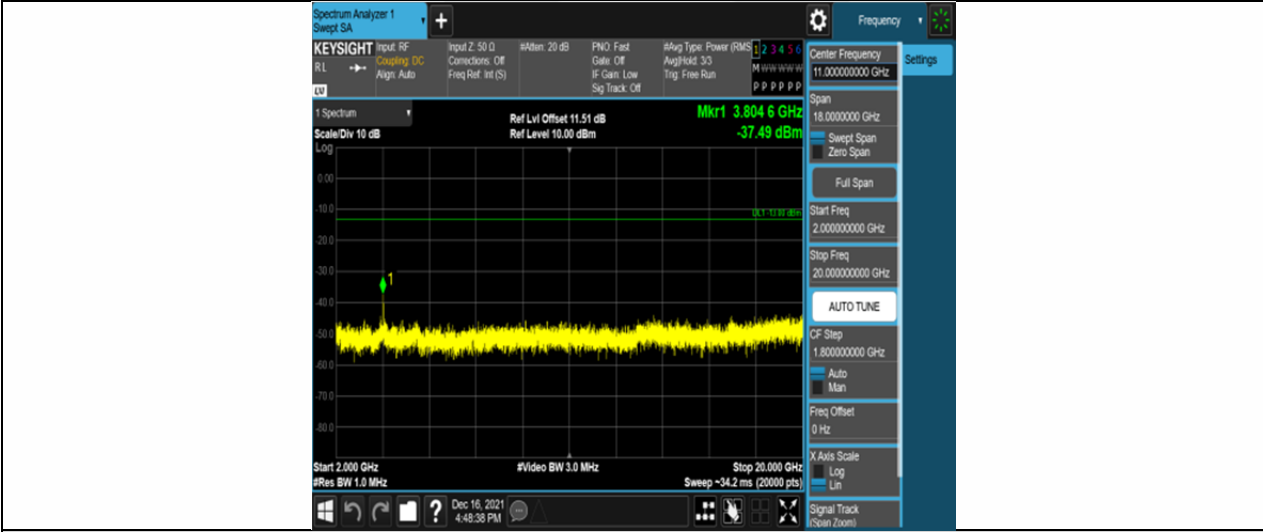 Spectrum Analyzer 1
Swept SA
+
Frequency
KEYSIGHT
RL
LV
Input: RF
Coupling: DC
Align: Auto
Input Z: 50 Ω
Corrections: Off
Freq Ref: Int (S)
#Atten: 20 dB
PNO: Fast
Gate: Off
IF Gain: Low
Sig Track: Off
#Avg Type: Power (RMS
Avg|Hold: 3/3
Trig: Free Run
1 2 3 4 5 6
M W W W W W
P P P P P P
Center Frequency
11.000000000 GHz
Settings
1 Spectrum
Scale/Div 10 dB
Log
Ref Lvl Offset 11.51 dB
Ref Level 10.00 dBm
Mkr1 3.804 6 GHz
-37.49 dBm
Span
18.0000000 GHz
Swept Span
Zero Span
Full Span
Start Freq
2.000000000 GHz
Stop Freq
20.000000000 GHz
AUTO TUNE
CF Step
1.800000000 GHz
Auto
Man
Freq Offset
0 Hz
X Axis Scale
Log
Lin
Signal Track
(Span Zoom)
0.00
-10.0
DL1 -13.00 dBm
-20.0
-30.0
1
-40.0
-50.0
-60.0
-70.0
-80.0
Start 2.000 GHz
#Res BW 1.0 MHz
#Video BW 3.0 MHz
Stop 20.000 GHz
Sweep ~34.2 ms (20000 pts)
?
Dec 16, 2021
4:48:38 PM